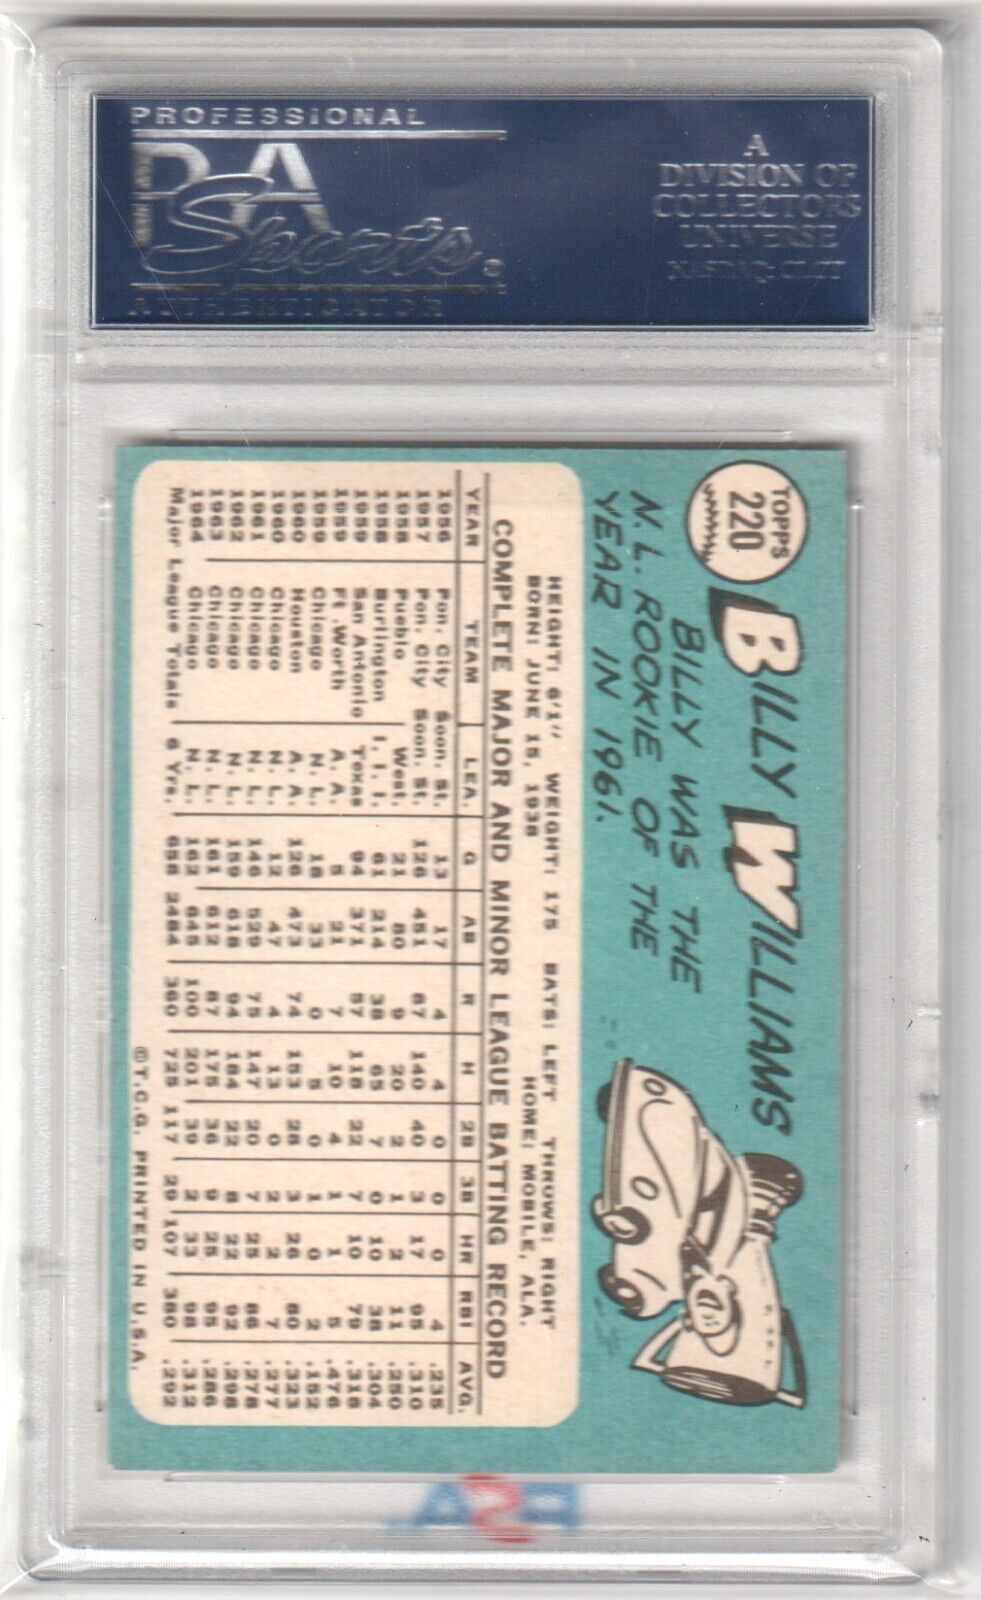 PROFESSIONAL
PSA
Sports®
AUTHENTICATOR
A
DIVISION OF
COLLECTORS
UNIVERSE
NASDAQ: CLCT
TOPPS
220
BILLY WILLIAMS
BILLY WAS THE
N.L. ROOKIE OF THE
YEAR IN 1961.
HEIGHT: 6'1" WEIGHT: 175 BATS: LEFT THROWS: RIGHT
BORN: JUNE 15, 1938 HOME: MOBILE, ALA.
COMPLETE MAJOR AND MINOR LEAGUE BATTING RECORD
YEAR TEAM LEA. G AB R H 2B 3B HR RBI AVG.
1956 Pon. City Soon. St. 13 17 4 4 0 0 0 4 .235
1957 Pon. City Soon. St. 126 451 87 140 40 3 17 95 .310
1958 Pueblo West. 21 80 9 20 2 1 2 11 .250
1958 Burlington I. I. I. 61 214 38 65 7 0 10 38 .304
1959 San Antonio Texas 94 371 57 118 22 7 10 79 .318
1959 Ft. Worth A. A. 5 21 7 10 4 1 1 5 .476
1959 Chicago N. L. 18 33 0 5 0 1 0 2 .152
1960 Houston A. A. 126 473 74 153 28 3 26 80 .323
1960 Chicago N. L. 12 47 4 13 0 2 2 7 .277
1961 Chicago N. L. 146 529 75 147 20 7 25 86 .278
1962 Chicago N. L. 159 618 94 184 22 8 22 92 .298
1963 Chicago N. L. 161 612 87 175 36 9 25 95 .286
1964 Chicago N. L. 162 645 100 201 39 2 33 98 .312
Major League Totals 6 Yrs. 658 2484 360 725 117 29 107 380 .292
©T.C.G. PRINTED IN U.S.A.
PSA